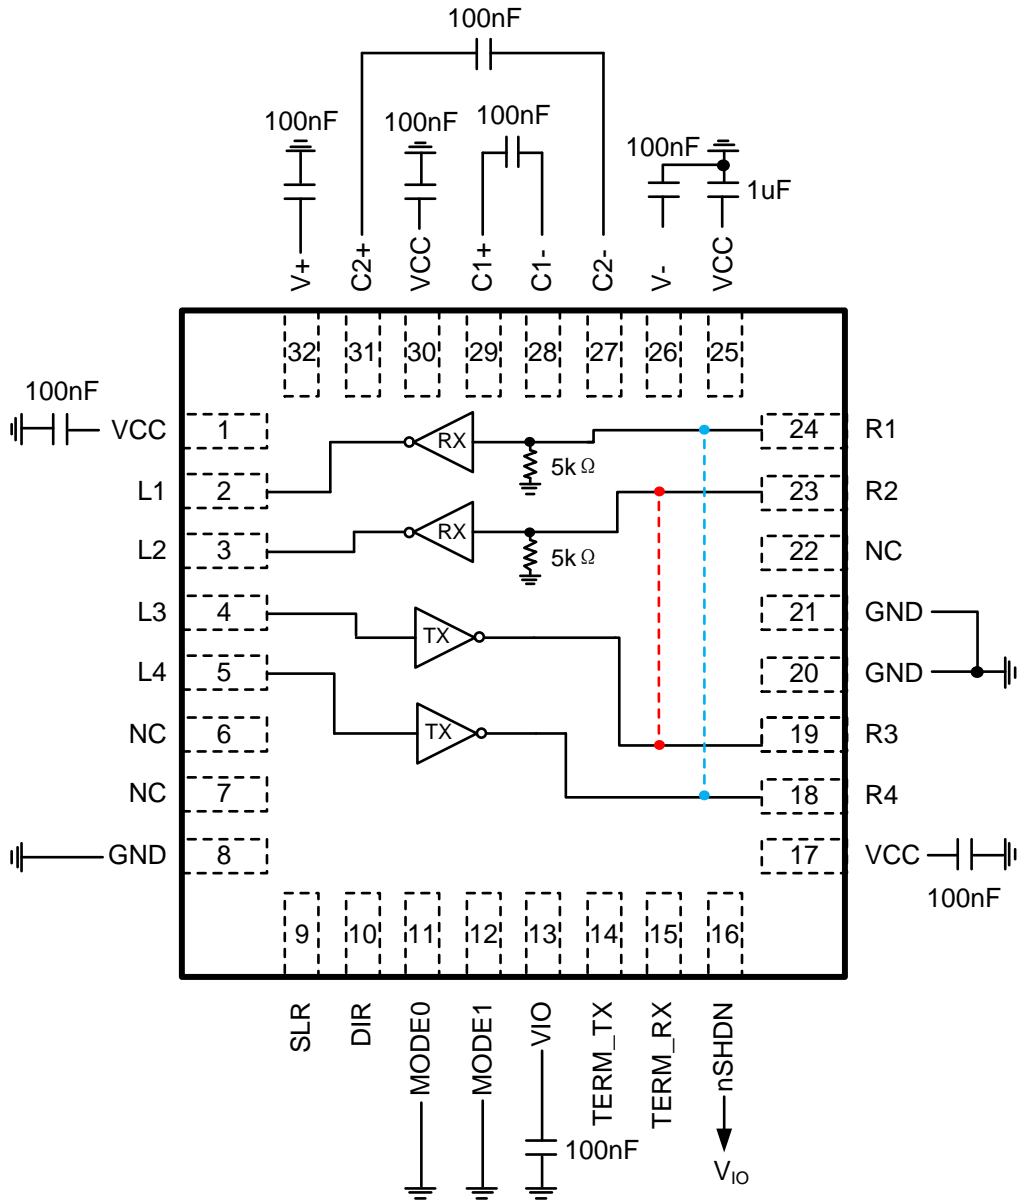 100nF
100nF 100nF 100nF 100nF
1uF
V+ C2+ VCC C1+ C1- C2- V- VCC
32 31 30 29 28 27 26 25
100nF
VCC 1 RX 24 R1
5k Ω
L1 2 23 R2
RX
L2 3 5k Ω 22 NC
L3 4 TX 21 GND
L4 5 20 GND
NC 6 TX 19 R3
NC 7 18 R4
GND 8 17 VCC
100nF
9 10 11 12 13 14 15 16
SLR DIR MODE0 MODE1 VIO TERM_TX TERM_RX nSHDN
100nF
VIO